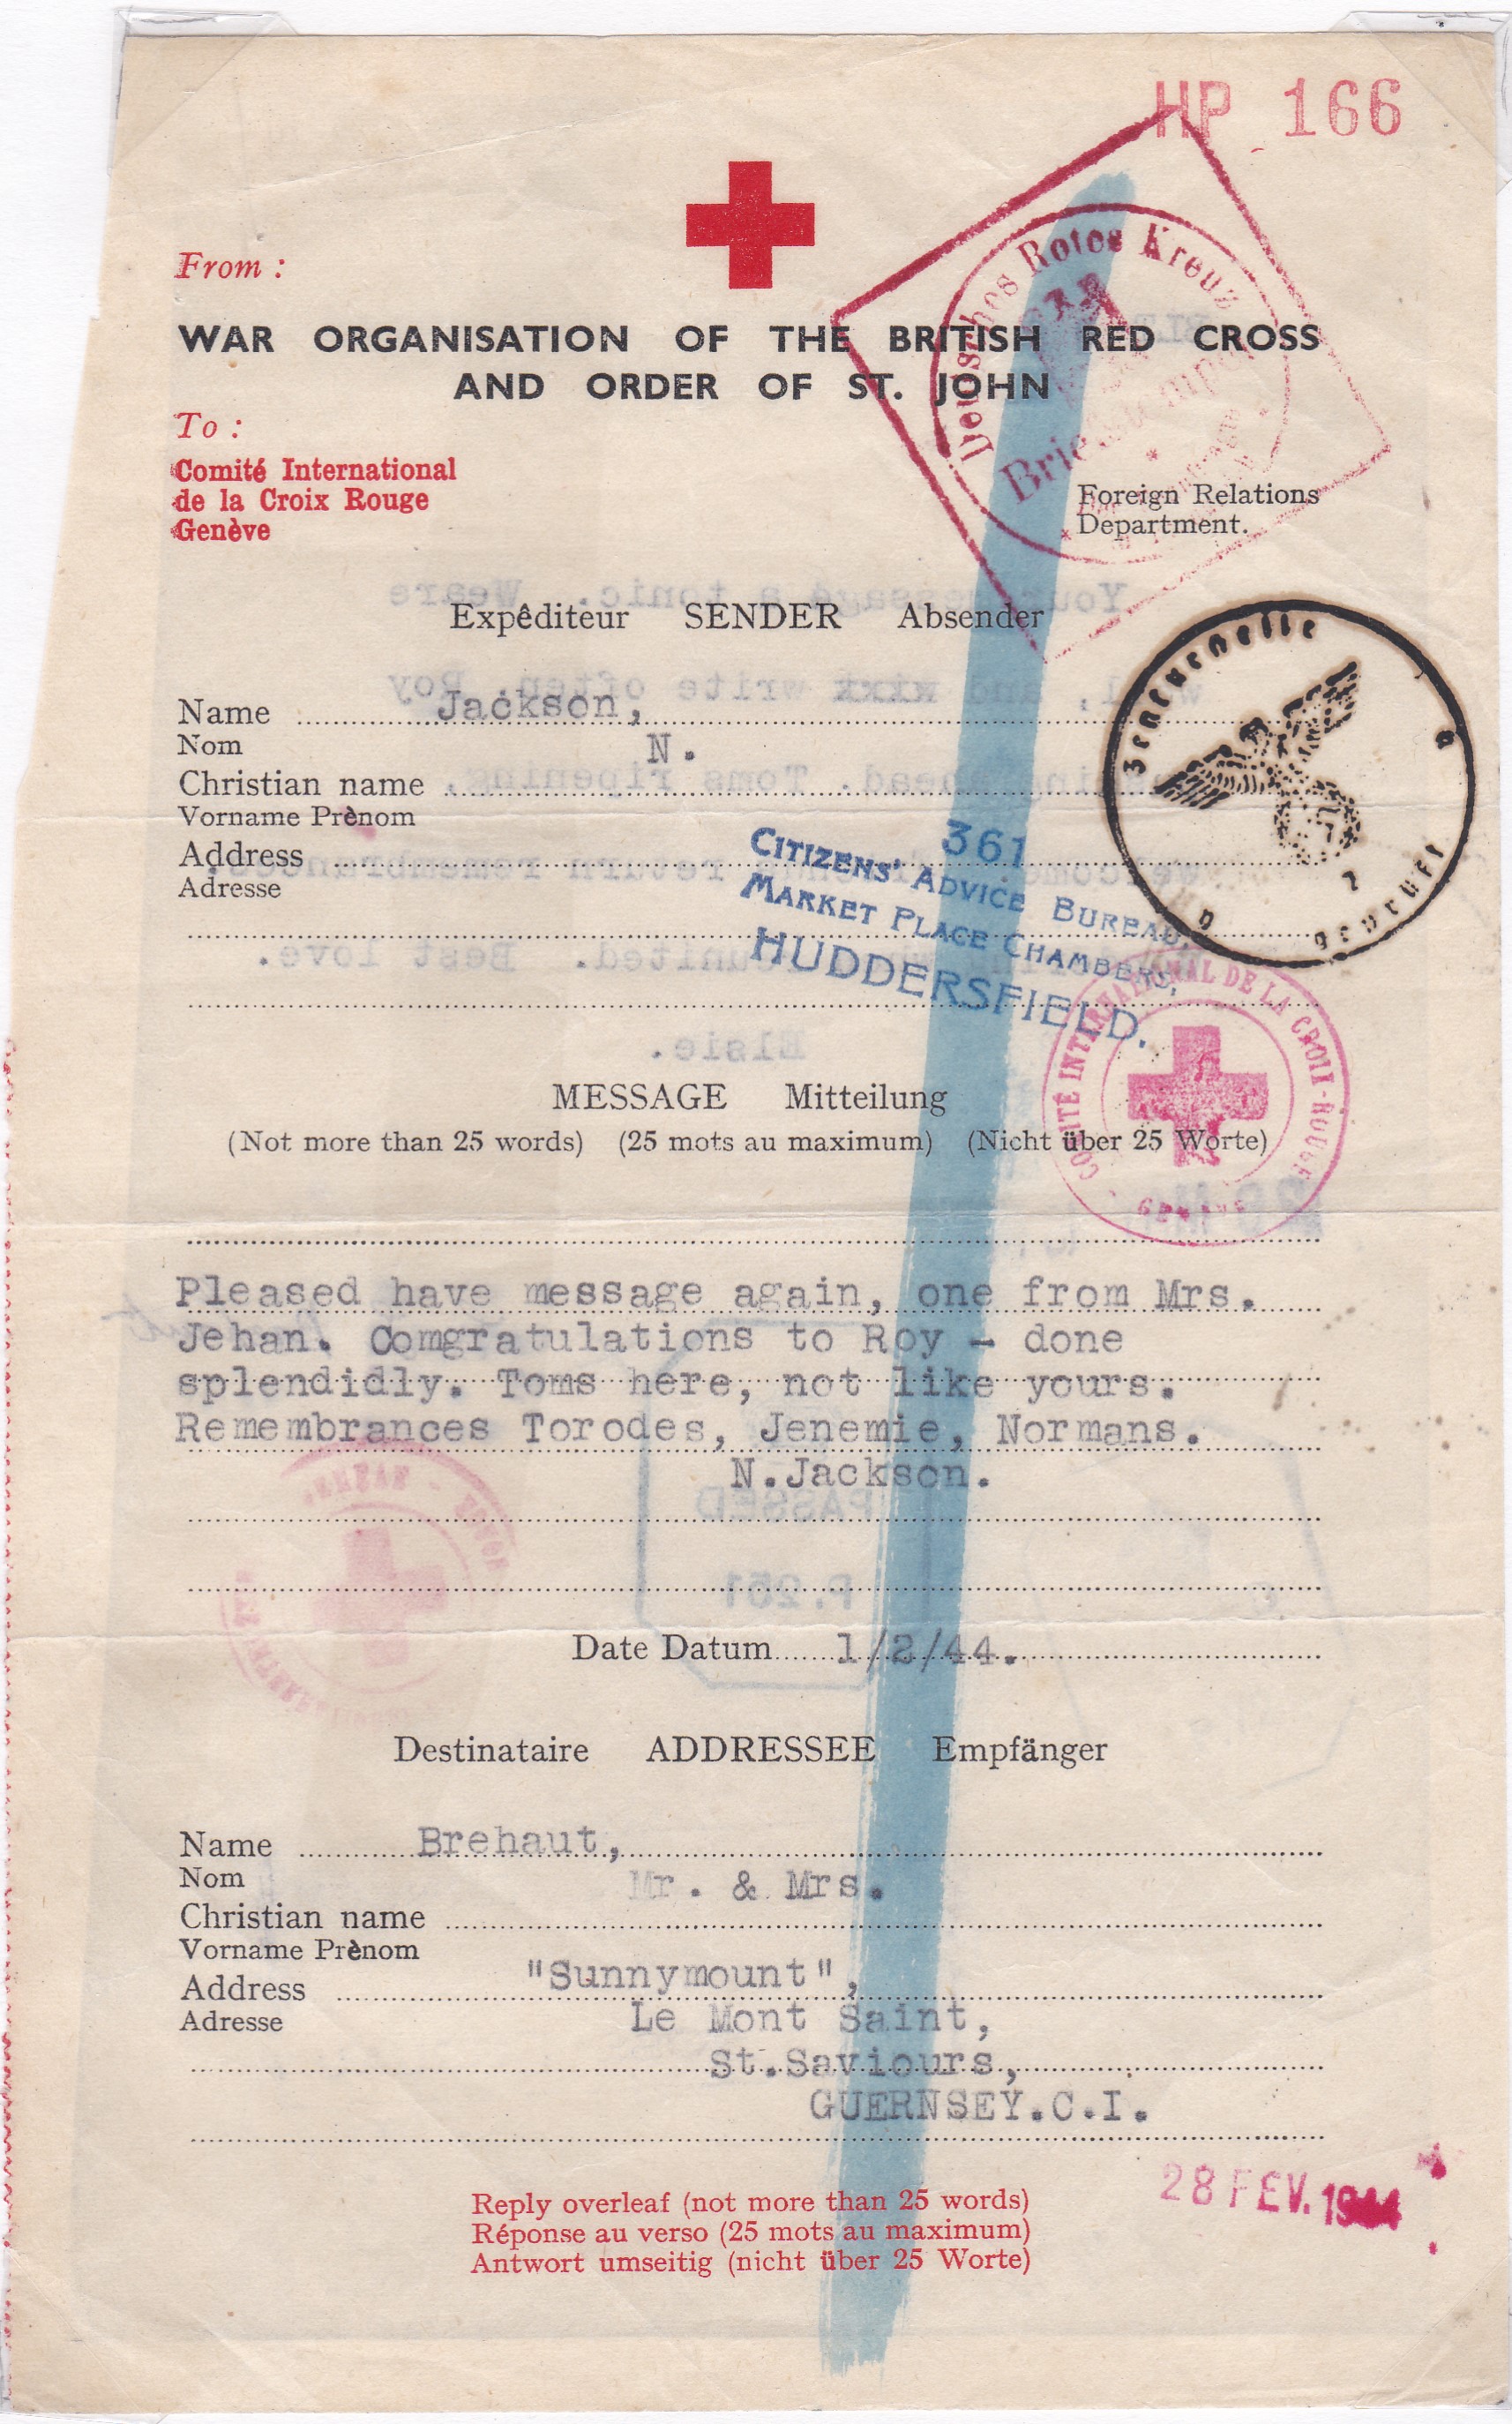 HP 166
From :
WAR ORGANISATION OF THE BRITISH RED CROSS
AND ORDER OF ST. JOHN
To :
Comité International
de la Croix Rouge
Genève
Deutsches Rotes Kreuz
Foreign Relations
Department.
Expêditeur SENDER Absender
Name Jackson,
Nom
N.
Christian name
Vorname Prènom
Address
Adresse
361
CITIZENS' ADVICE BUREAU,
MARKET PLACE CHAMBERS,
HUDDERSFIELD.
COMITÉ INTERNATIONAL DE LA CROIX-ROUGE
GENÈVE
MESSAGE Mitteilung
(Not more than 25 words) (25 mots au maximum) (Nicht über 25 Worte)
Pleased have message again, one from Mrs.
Jehan. Comgratulations to Roy - done
splendidly. Toms here, not like yours.
Remembrances Torodes, Jenemie, Normans.
N.Jackson.
PASSED
P.251
Date Datum 1/2/44.
Destinataire ADDRESSEE Empfänger
Name Brehaut,
Nom
Mr. & Mrs.
Christian name
Vorname Prènom
Address "Sunnymount",
Adresse
Le Mont Saint,
St.Saviours,
GUERNSEY.C.I.
28 FEV. 1944
Reply overleaf (not more than 25 words)
Réponse au verso (25 mots au maximum)
Antwort umseitig (nicht über 25 Worte)